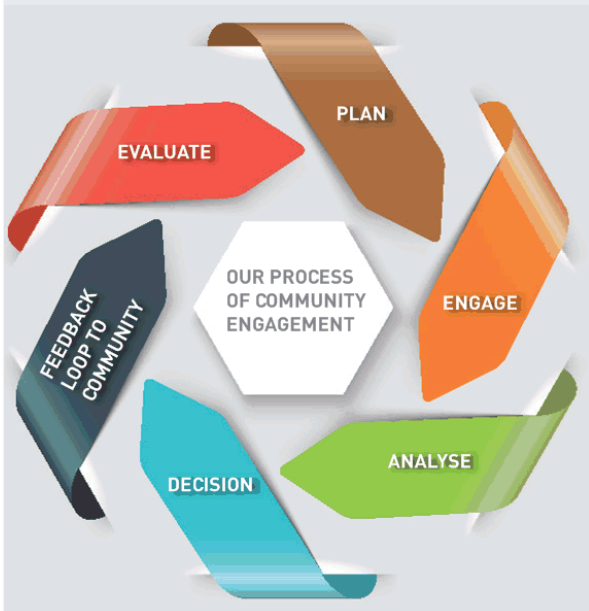 PLAN
ENGAGE
ANALYSE
DECISION
FEEDBACK
LOOP TO
COMMUNITY
EVALUATE
OUR PROCESS
OF COMMUNITY
ENGAGEMENT